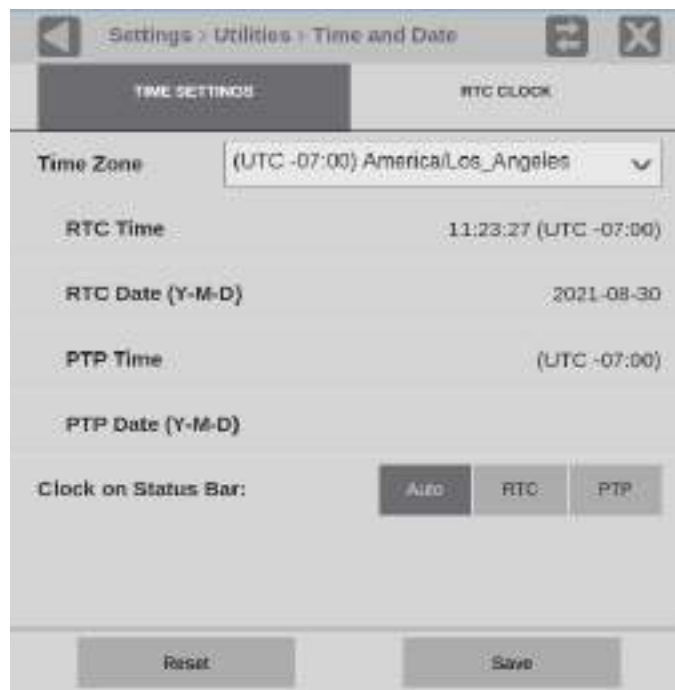 Settings > Utilities > Time and Date
TIME SETTINGS RTC CLOCK
Time Zone (UTC -07:00) America/Los_Angeles
RTC Time 11:23:27 (UTC -07:00)
RTC Date (Y-M-D) 2021-08-30
PTP Time (UTC -07:00)
PTP Date (Y-M-D)
Clock on Status Bar: Auto RTC PTP
Reset Save